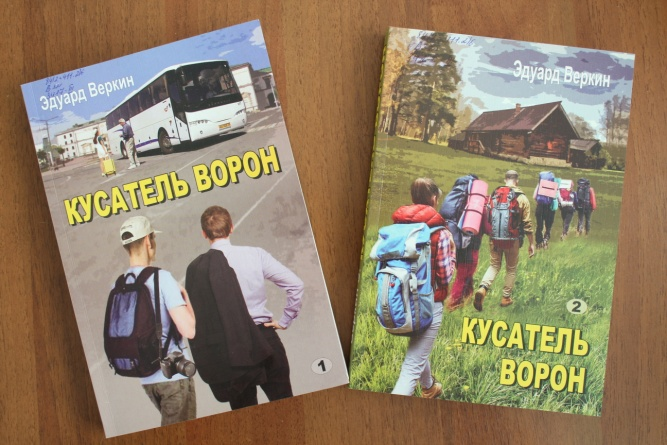 Эдуард Веркин
КУСАТЕЛЬ ВОРОН
1
Эдуард Веркин
2
КУСАТЕЛЬ
ВОРОН